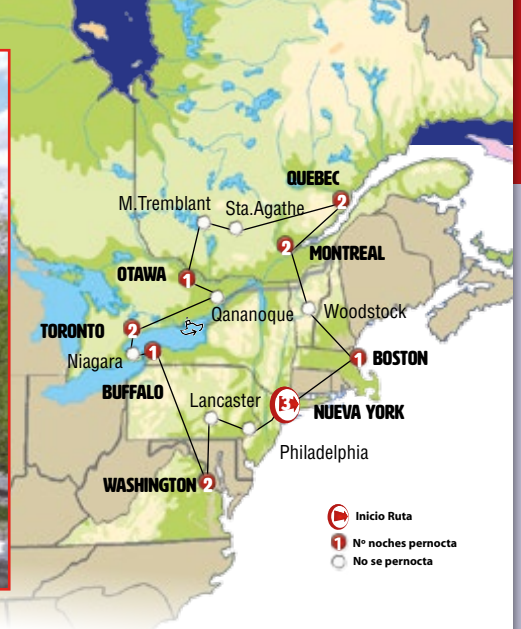 QUEBEC
2
M.Tremblant
Sta.Agathe
2
MONTREAL
OTAWA
1
Qananoque
Woodstock
TORONTO
2
Niagara
1
1
BOSTON
BUFFALO
Lancaster
3
NUEVA YORK
Philadelphia
WASHINGTON
2
Inicio Ruta
1
Nº noches pernocta
No se pernocta